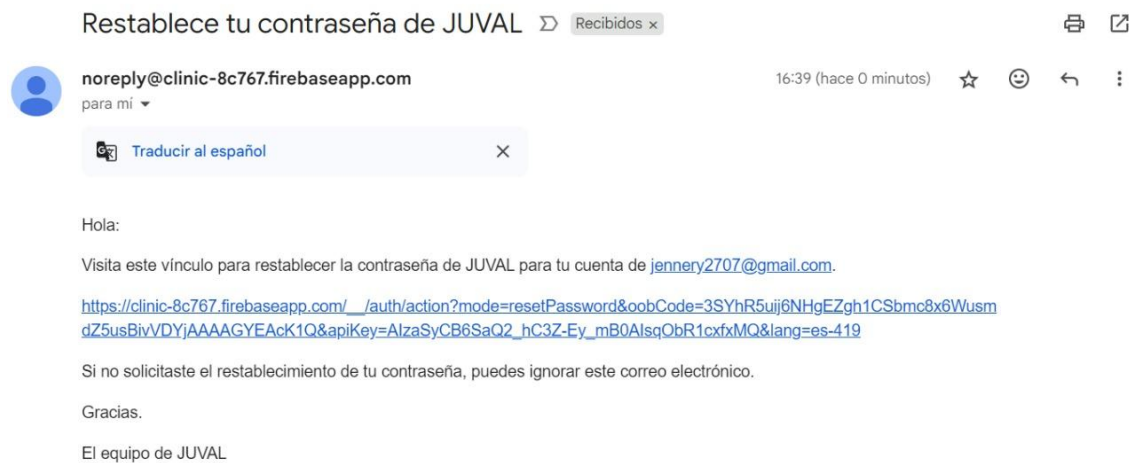 Restablece tu contraseña de JUVAL Recibidos x
noreply@clinic-8c767.firebaseapp.com 16:39 (hace 0 minutos)
para mí
Traducir al español
Hola:
Visita este vínculo para restablecer la contraseña de JUVAL para tu cuenta de jennery2707@gmail.com.
https://clinic-8c767.firebaseapp.com/__/auth/action?mode=resetPassword&oobCode=3SYhR5uij6NHgEZgh1CSbmc8x6Wusm
dZ5usBivVDYjAAAAGYEAcK1Q&apiKey=AIzaSyCB6SaQ2_hC3Z-Ey_mB0AIsqObR1cxfxMQ&lang=es-419
Si no solicitaste el restablecimiento de tu contraseña, puedes ignorar este correo electrónico.
Gracias.
El equipo de JUVAL